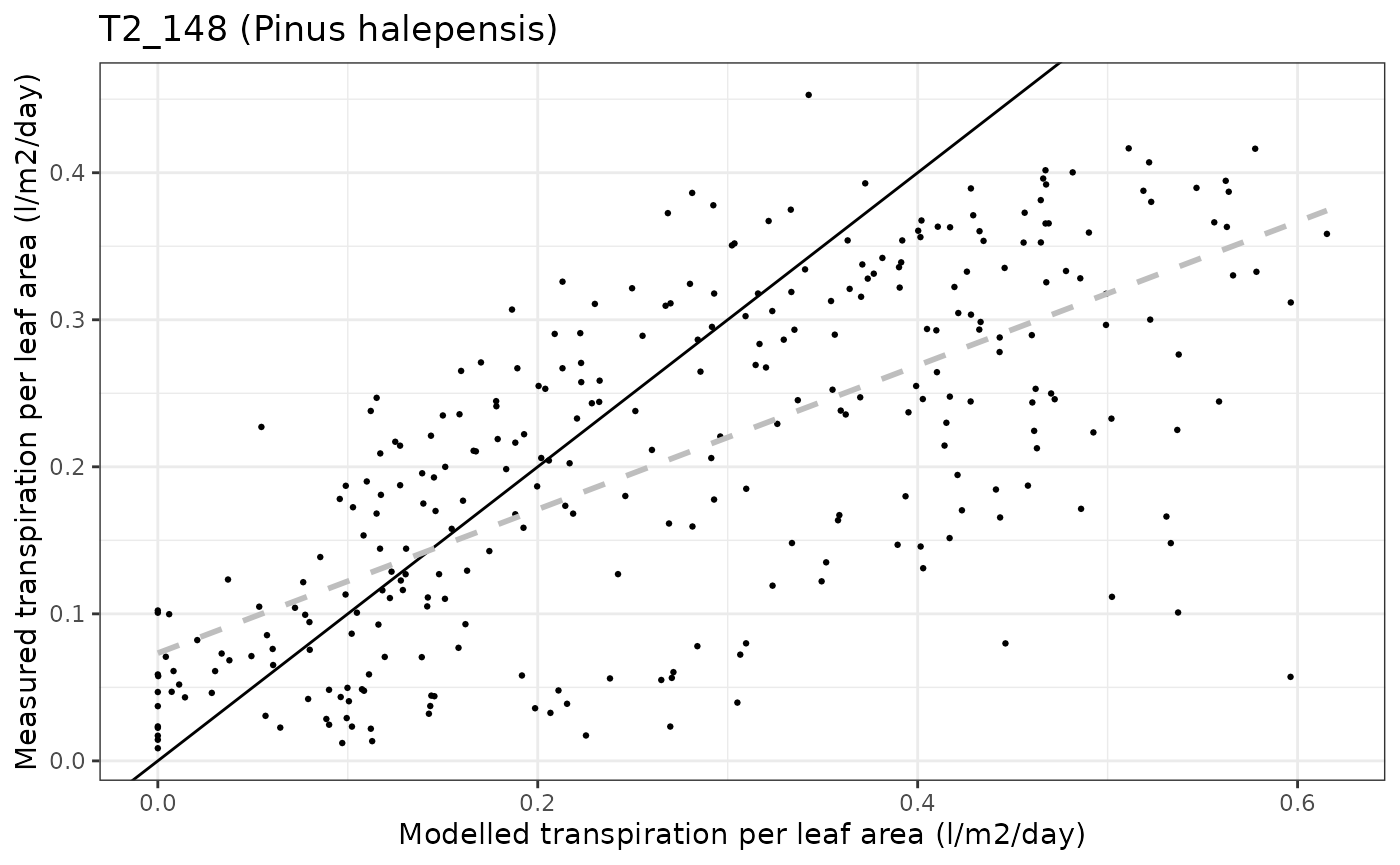 T2_148 (Pinus halepensis)
Measured transpiration per leaf area (l/m2/day)
0.4
0.3
0.2
0.1
0.0
0.0 0.2 0.4 0.6
Modelled transpiration per leaf area (l/m2/day)